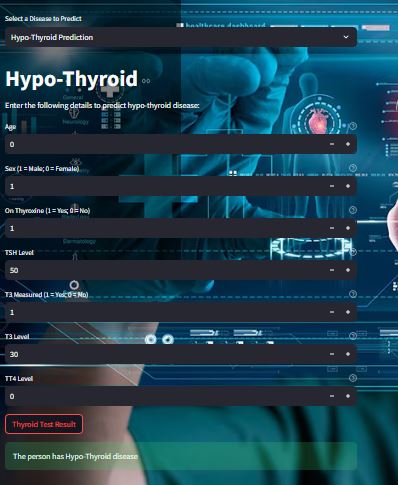 healthcare dashboard
Select a Disease to Predict
Hypo-Thyroid Prediction
Hypo-Thyroid
General
Enter the following details to predict hypo-thyroid disease:
Neurology
Age
0
Sex (1 = Male; 0 = Female)
1
On Thyroxine (1 = Yes; 0 = No)
1
Dermatology
TSH Level
50
T3 Measured (1 = Yes; 0 = No)
1
T3 Level
30
TT4 Level
0
Thyroid Test Result
The person has Hypo-Thyroid disease